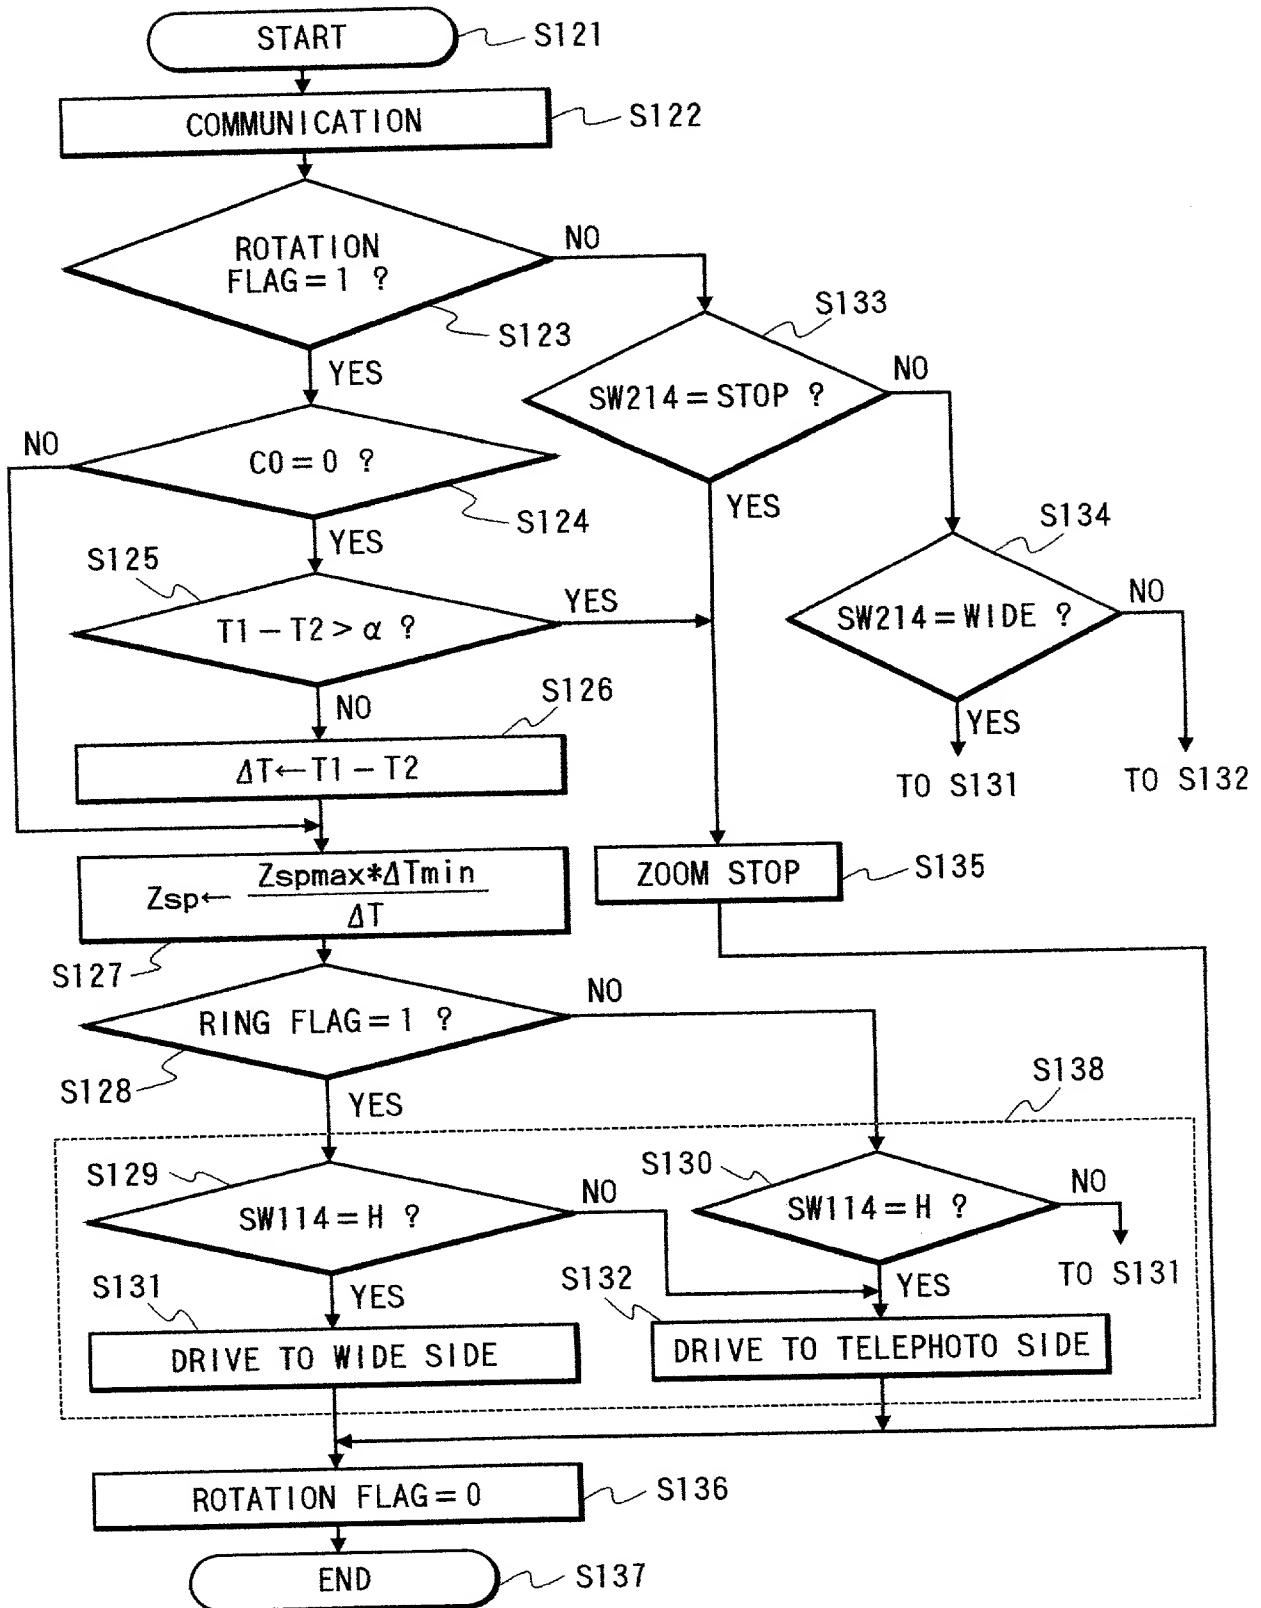 START
S121
COMMUNICATION
S122
ROTATION
FLAG=1 ?
NO
S123
S133
YES
SW214=STOP ?
NO
NO
C0=0 ?
S124
YES
S134
YES
S125
T1-T2>α ?
YES
SW214=WIDE ?
NO
NO
S126
YES
ΔT←T1-T2
TO S131
TO S132
Zsp← Zspmax*ΔTmin
ΔT
ZOOM STOP
S135
S127
RING FLAG=1 ?
NO
S128
YES
S138
S129
SW114=H ?
NO
S130
SW114=H ?
NO
S131
YES
S132
YES
TO S131
DRIVE TO WIDE SIDE
DRIVE TO TELEPHOTO SIDE
ROTATION FLAG=0
S136
END
S137